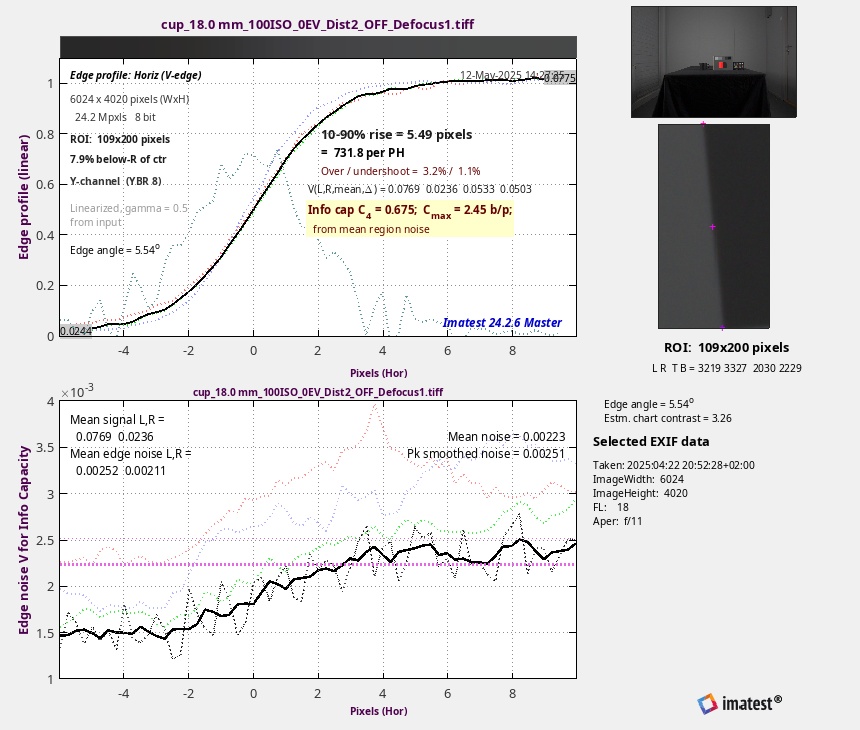 cup_18.0 mm_100ISO_0EV_Dist2_OFF_Defocus1.tiff
Edge profile: Horiz (V-edge)
12-May-2025 14:27:35
0.0775
6024 x 4020 pixels (WxH)
24.2 Mpxls 8 bit
ROI: 109x200 pixels
7.9% below-R of ctr
Y-channel (YBR 8)
Linearized, gamma = 0.5
from input
Edge angle = 5.54o
10-90% rise = 5.49 pixels
= 731.8 per PH
Over / undershoot = 3.2% / 1.1%
V(L,R,mean,Δ) = 0.0769 0.0236 0.0533 0.0503
Info cap C4 = 0.675; Cmax = 2.45 b/p;
from mean region noise
0.0244
Imatest 24.2.6 Master
Edge profile (linear)
1
0.8
0.6
0.4
0.2
0
-4 -2 0 2 4 6 8
Pixels (Hor)
×10-3
cup_18.0 mm_100ISO_0EV_Dist2_OFF_Defocus1.tiff
Mean signal L,R =
0.0769 0.0236
Mean edge noise L,R =
0.00252 0.00211
Mean noise = 0.00223
Pk smoothed noise = 0.00251
Edge noise V for Info Capacity
4
3.5
3
2.5
2
1.5
1
-4 -2 0 2 4 6 8
Pixels (Hor)
ROI: 109x200 pixels
L R T B = 3219 3327 2030 2229
Edge angle = 5.54o
Estm. chart contrast = 3.26
Selected EXIF data
Taken: 2025:04:22 20:52:28+02:00
ImageWidth: 6024
ImageHeight: 4020
FL: 18
Aper: f/11
imatest®